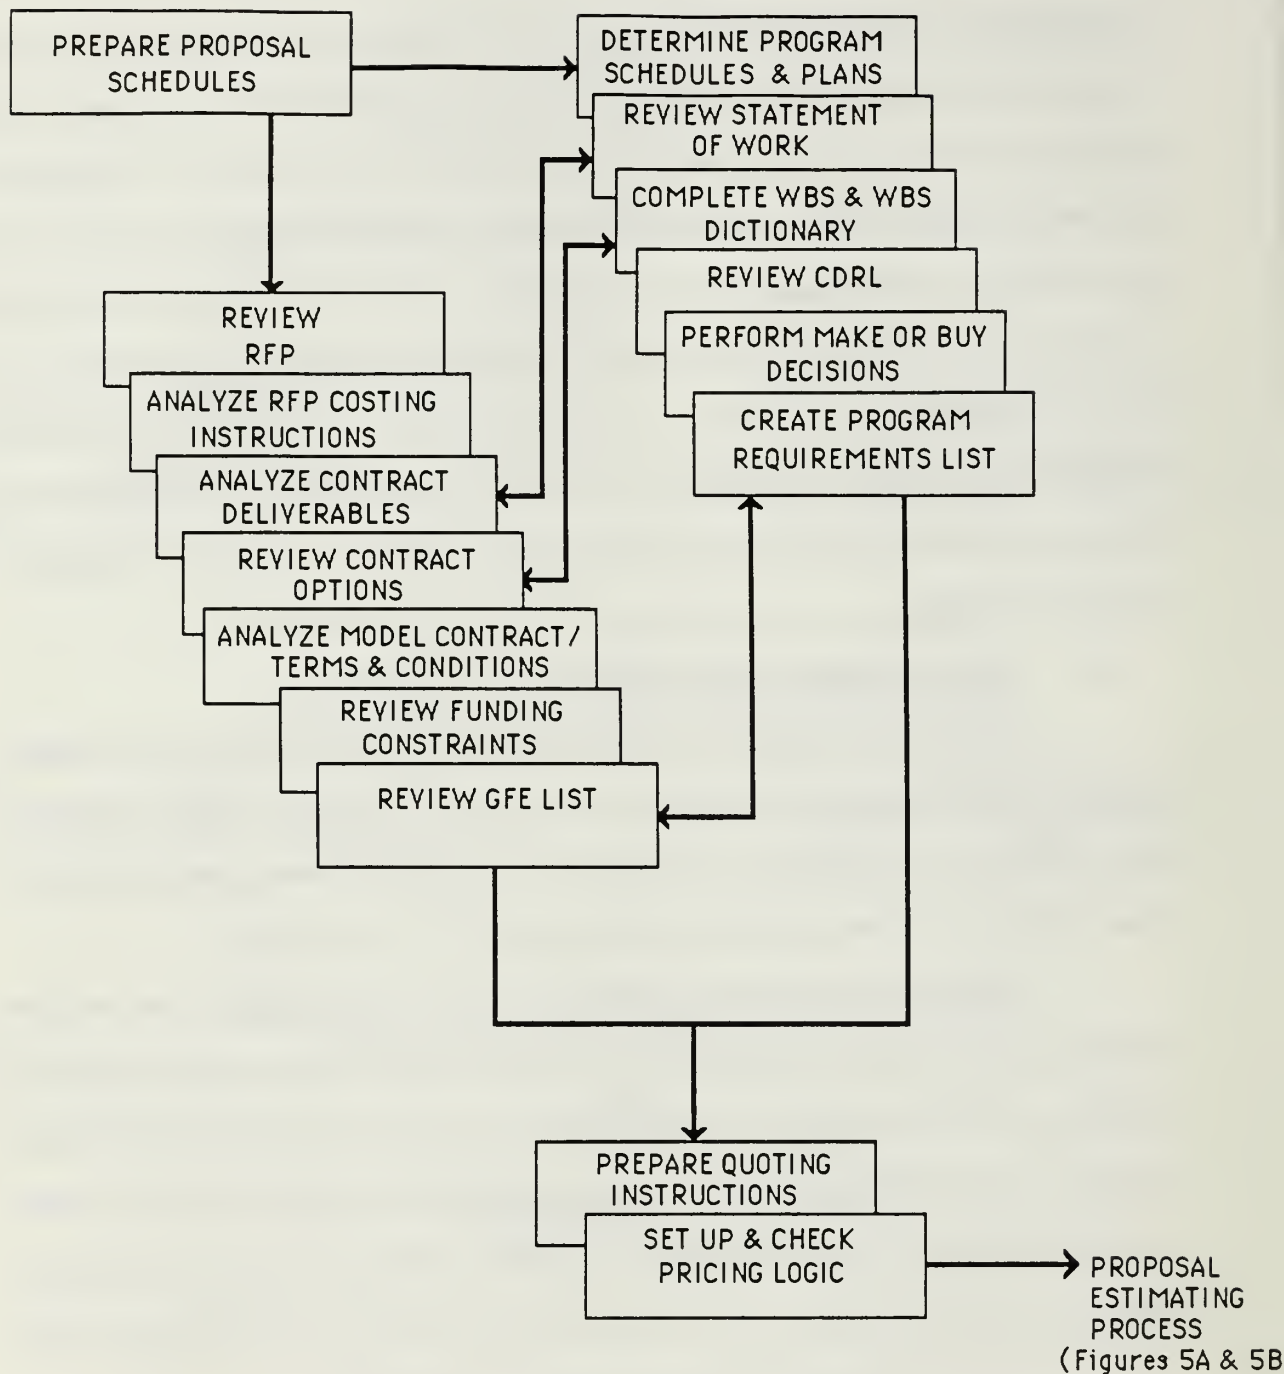 PREPARE PROPOSAL
SCHEDULES
DETERMINE PROGRAM
SCHEDULES & PLANS
REVIEW STATEMENT
OF WORK
COMPLETE WBS & WBS
DICTIONARY
REVIEW CDRL
PERFORM MAKE OR BUY
DECISIONS
CREATE PROGRAM
REQUIREMENTS LIST
REVIEW
RFP
ANALYZE RFP COSTING
INSTRUCTIONS
ANALYZE CONTRACT
DELIVERABLES
REVIEW CONTRACT
OPTIONS
ANALYZE MODEL CONTRACT/
TERMS & CONDITIONS
REVIEW FUNDING
CONSTRAINTS
REVIEW GFE LIST
PREPARE QUOTING
INSTRUCTIONS
SET UP & CHECK
PRICING LOGIC
PROPOSAL
ESTIMATING
PROCESS
(Figures 5A & 5B